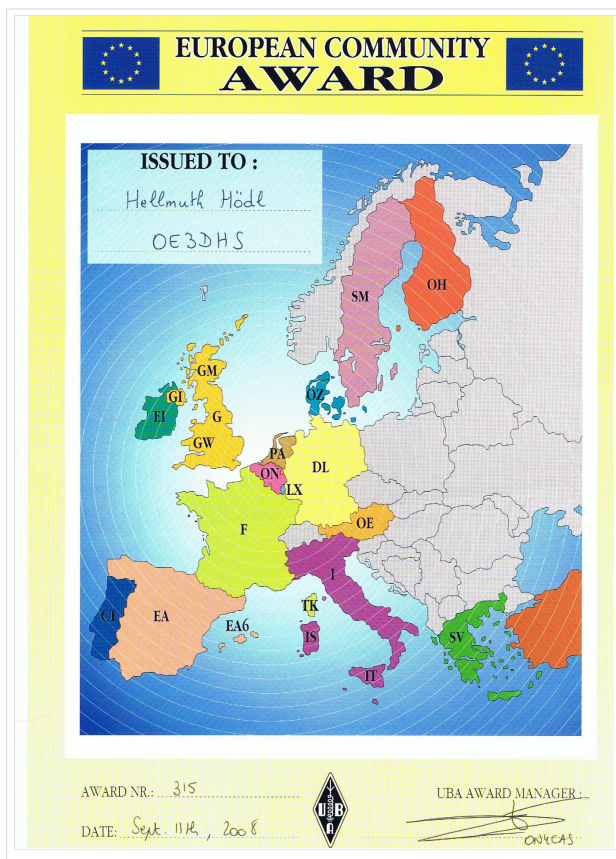 EUROPEAN COMMUNITY
AWARD
ISSUED TO :
Hellmuth Hödl
OE3DHS
SM
OH
GM
GI
EI
G
OZ
GW
PA
ON
DL
LX
OE
F
I
CT
EA
EA6
TK
IS
SV
IT
AWARD NR.: 315
UBA AWARD MANAGER :
DATE: Sept. 11th, 2008
UBA
ON4CAS